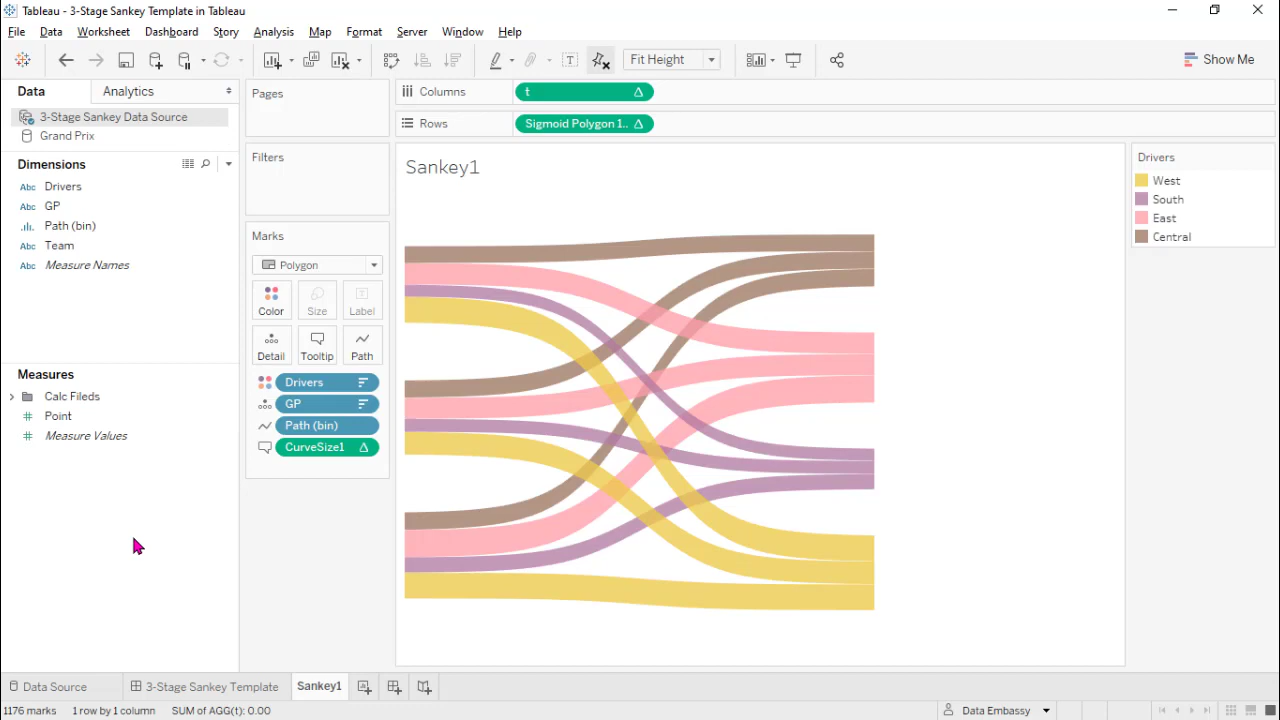 Tableau - 3-Stage Sankey Template in Tableau
File Data Worksheet Dashboard Story Analysis Map Format Server Window Help
Fit Height
Show Me
Data Analytics
3-Stage Sankey Data Source
Grand Prix
Dimensions
Abc Drivers
Abc GP
Path (bin)
Abc Team
Abc Measure Names
Measures
Calc Fileds
# Point
# Measure Values
Pages
Filters
Marks
Polygon
Color Size Label
Detail Tooltip Path
Drivers
GP
Path (bin)
CurveSize1
Columns t
Rows Sigmoid Polygon 1..
Sankey1
Drivers
West
South
East
Central
Data Source 3-Stage Sankey Template Sankey1
1176 marks 1 row by 1 column SUM of AGG(t): 0.00 Data Embassy